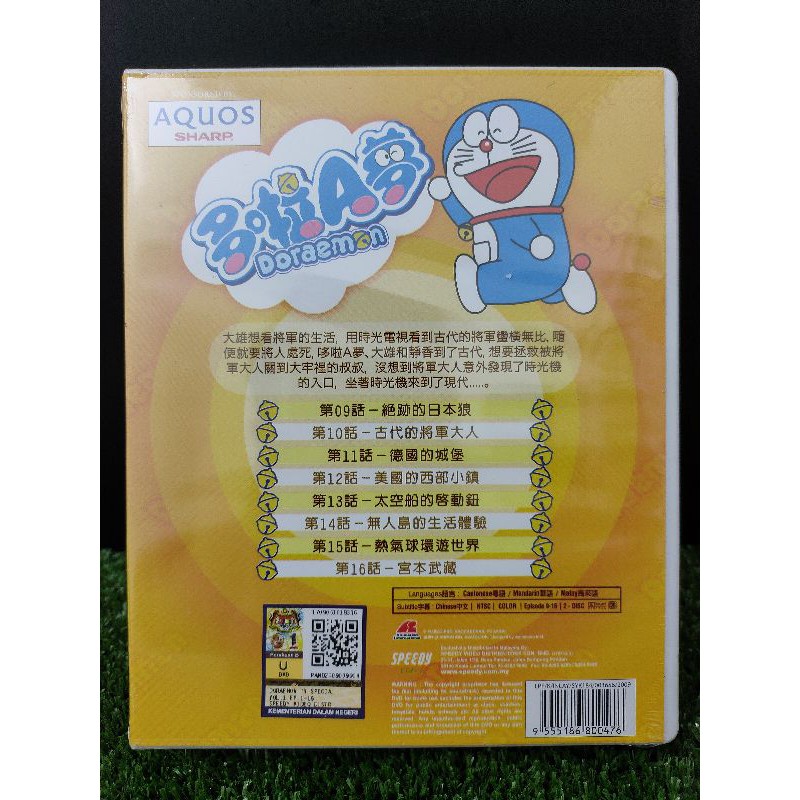 AQUOS
SHARP
哆啦A夢
Doraemon
大雄想看將軍的生活, 用時光電視看到古代的將軍蠻橫無比, 隨
便就要將人處死, 哆啦A夢、大雄和靜香到了古代, 想要拯救被將
軍大人關到大牢裡的叔叔, 沒想到將軍大人意外發現了時光機
的入口, 坐著時光機來到了現代.....。
第09話－絕跡的日本狼
第10話－古代的將軍大人
第11話－德國的城堡
第12話－美國的西部小鎮
第13話－太空船的啓動鈕
第14話－無人島的生活體驗
第15話－熱氣球環遊世界
第16話－宮本武藏
Languages語言 : Cantonese粵語 / Mandarin國語 / Malay馬來語
Subtitle字幕 : Chinese中文 | NTSC | COLOR | Episode 9-16 | 2 - DISC
SPEEDY
www.speedy.com.my
U
DVD
KEMENTERIAN DALAM NEGERI
9 555186 800476